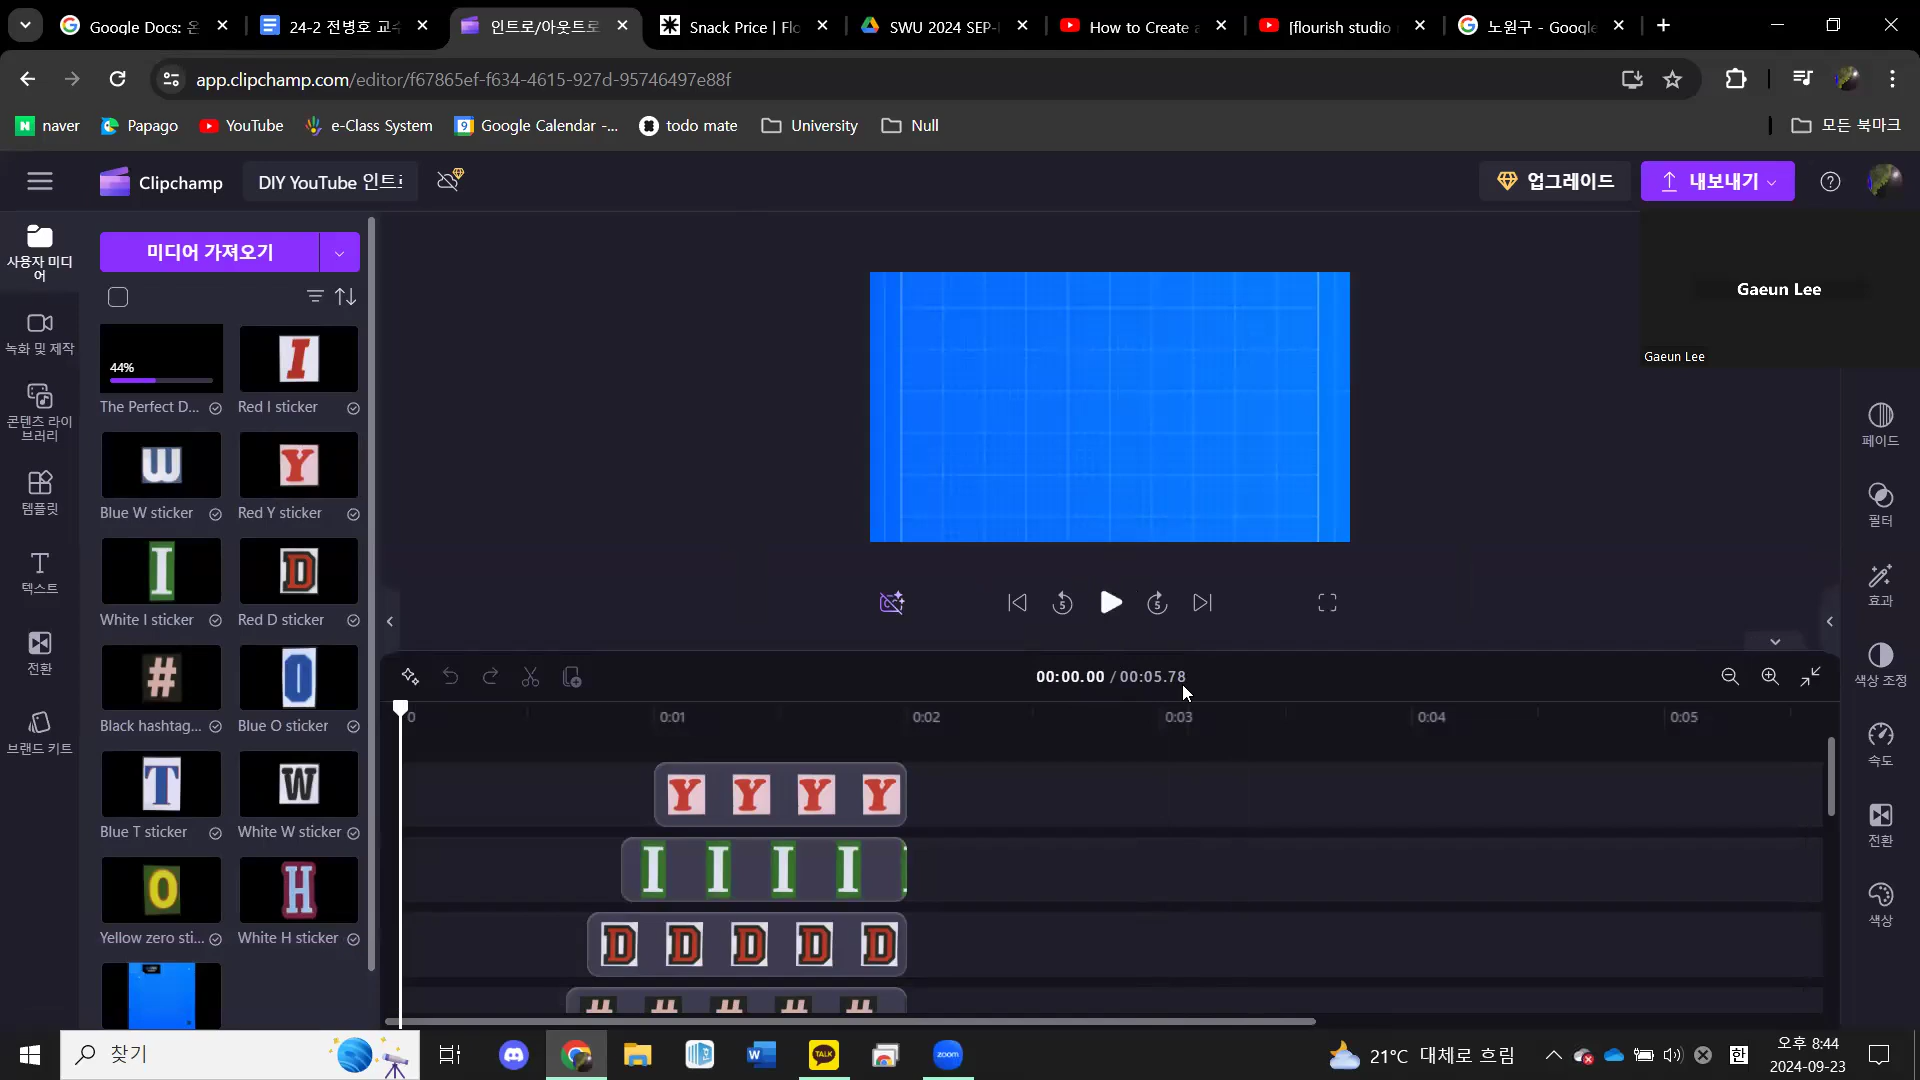 Google Docs: 온
24-2 전병호 교수
인트로/아웃트로
Snack Price | Flo
SWU 2024 SEP-
How to Create a
[flourish studio
노원구 - Google
app.clipchamp.com/editor/f67865ef-f634-4615-927d-95746497e88f
naver
Papago
YouTube
e-Class System
Google Calendar -...
todo mate
University
Null
모든 북마크
Clipchamp
DIY YouTube 인트로
업그레이드
내보내기
사용자 미디어
녹화 및 제작
콘텐츠 라이브러리
템플릿
텍스트
전환
브랜드 키트
미디어 가져오기
44%
The Perfect D...
I
Red I sticker
W
Blue W sticker
Y
Red Y sticker
I
White I sticker
D
Red D sticker
#
Black hashtag...
O
Blue O sticker
T
Blue T sticker
W
White W sticker
0
Yellow zero sti...
H
White H sticker
Gaeun Lee
Gaeun Lee
CC
5
5
페이드
필터
효과
색상 조정
속도
전환
색상
00:00.00 / 00:05.78
0
0:01
0:02
0:03
0:04
0:05
Y Y Y Y
I I I I
D D D D D
# # # # #
찾기
TALK
zoom
21°C 대체로 흐림
한
오후 8:44
2024-09-23